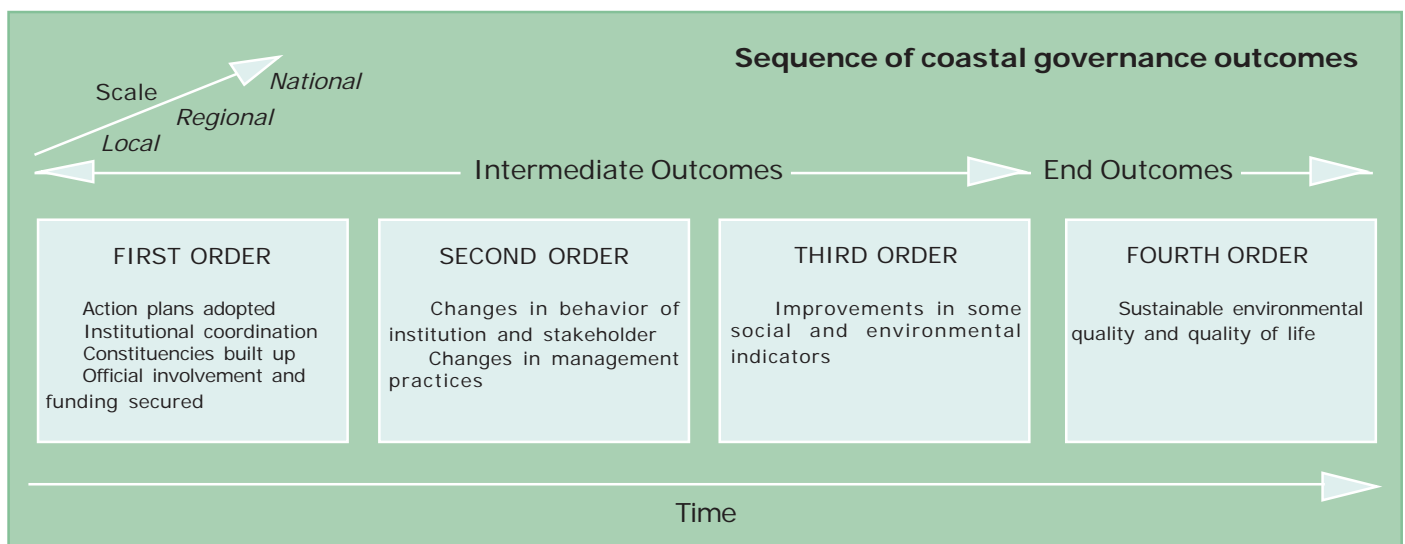 Sequence of coastal governance outcomes
Scale
National
Regional
Local
Intermediate Outcomes
End Outcomes
FIRST ORDER
Action plans adopted
Institutional coordination
Constituencies built up
Official involvement and
funding secured
SECOND ORDER
Changes in behavior of
institution and stakeholder
Changes in management
practices
THIRD ORDER
Improvements in some
social and environmental
indicators
FOURTH ORDER
Sustainable environmental
quality and quality of life
Time